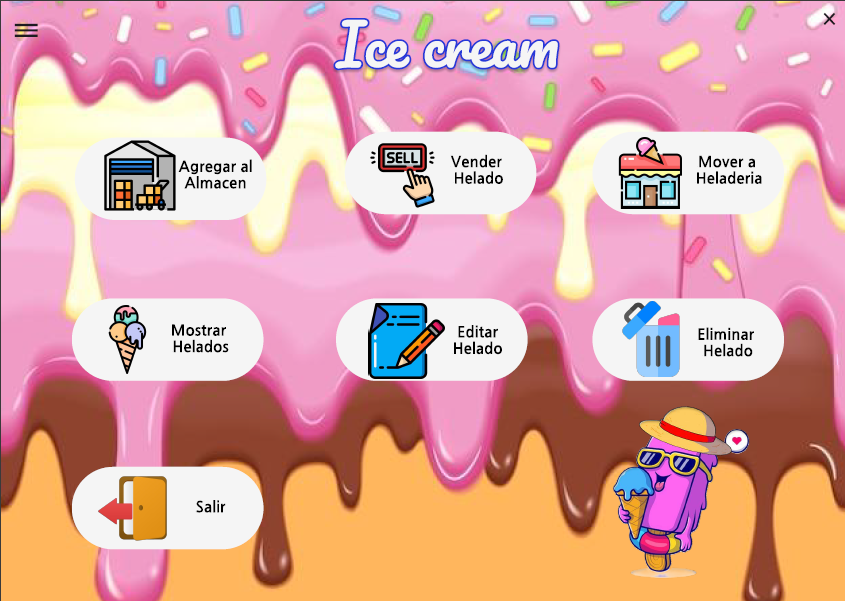 Ice cream
Agregar al
Almacen
SELL
Vender
Helado
Mover a
Heladeria
Mostrar
Helados
Editar
Helado
Eliminar
Helado
Salir